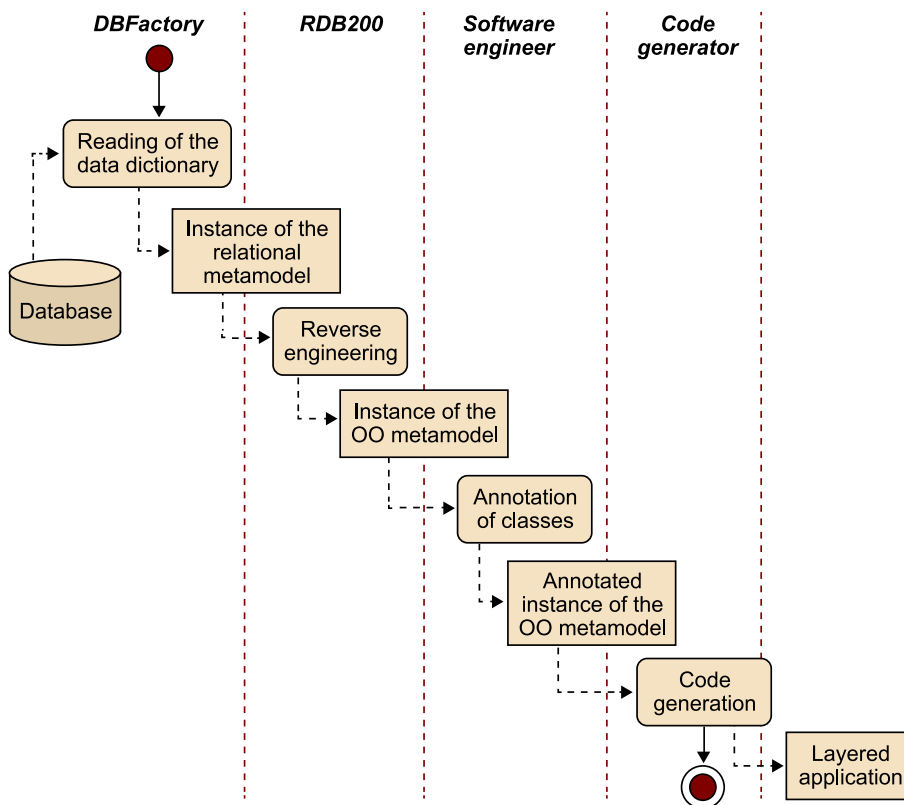 DBFactory
RDB200
Software
engineer
Code
generator
Reading of the
data dictionary
Instance of the
relational
metamodel
Database
Reverse
engineering
Instance of the
OO metamodel
Annotation
of classes
Annotated
instance of the
OO metamodel
Code
generation
Layered
application